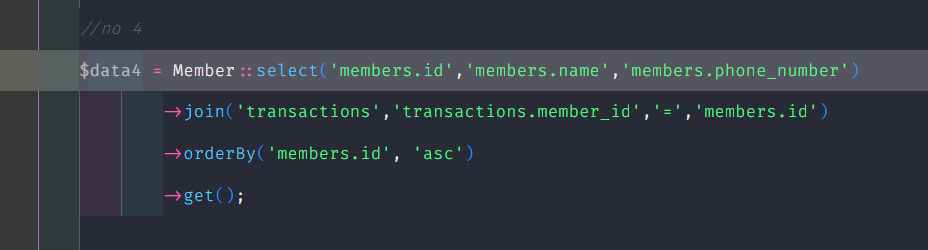 //no 4
$data4 = Member::select('members.id','members.name','members.phone_number')
->join('transactions','transactions.member_id','=','members.id')
->orderBy('members.id', 'asc')
->get();